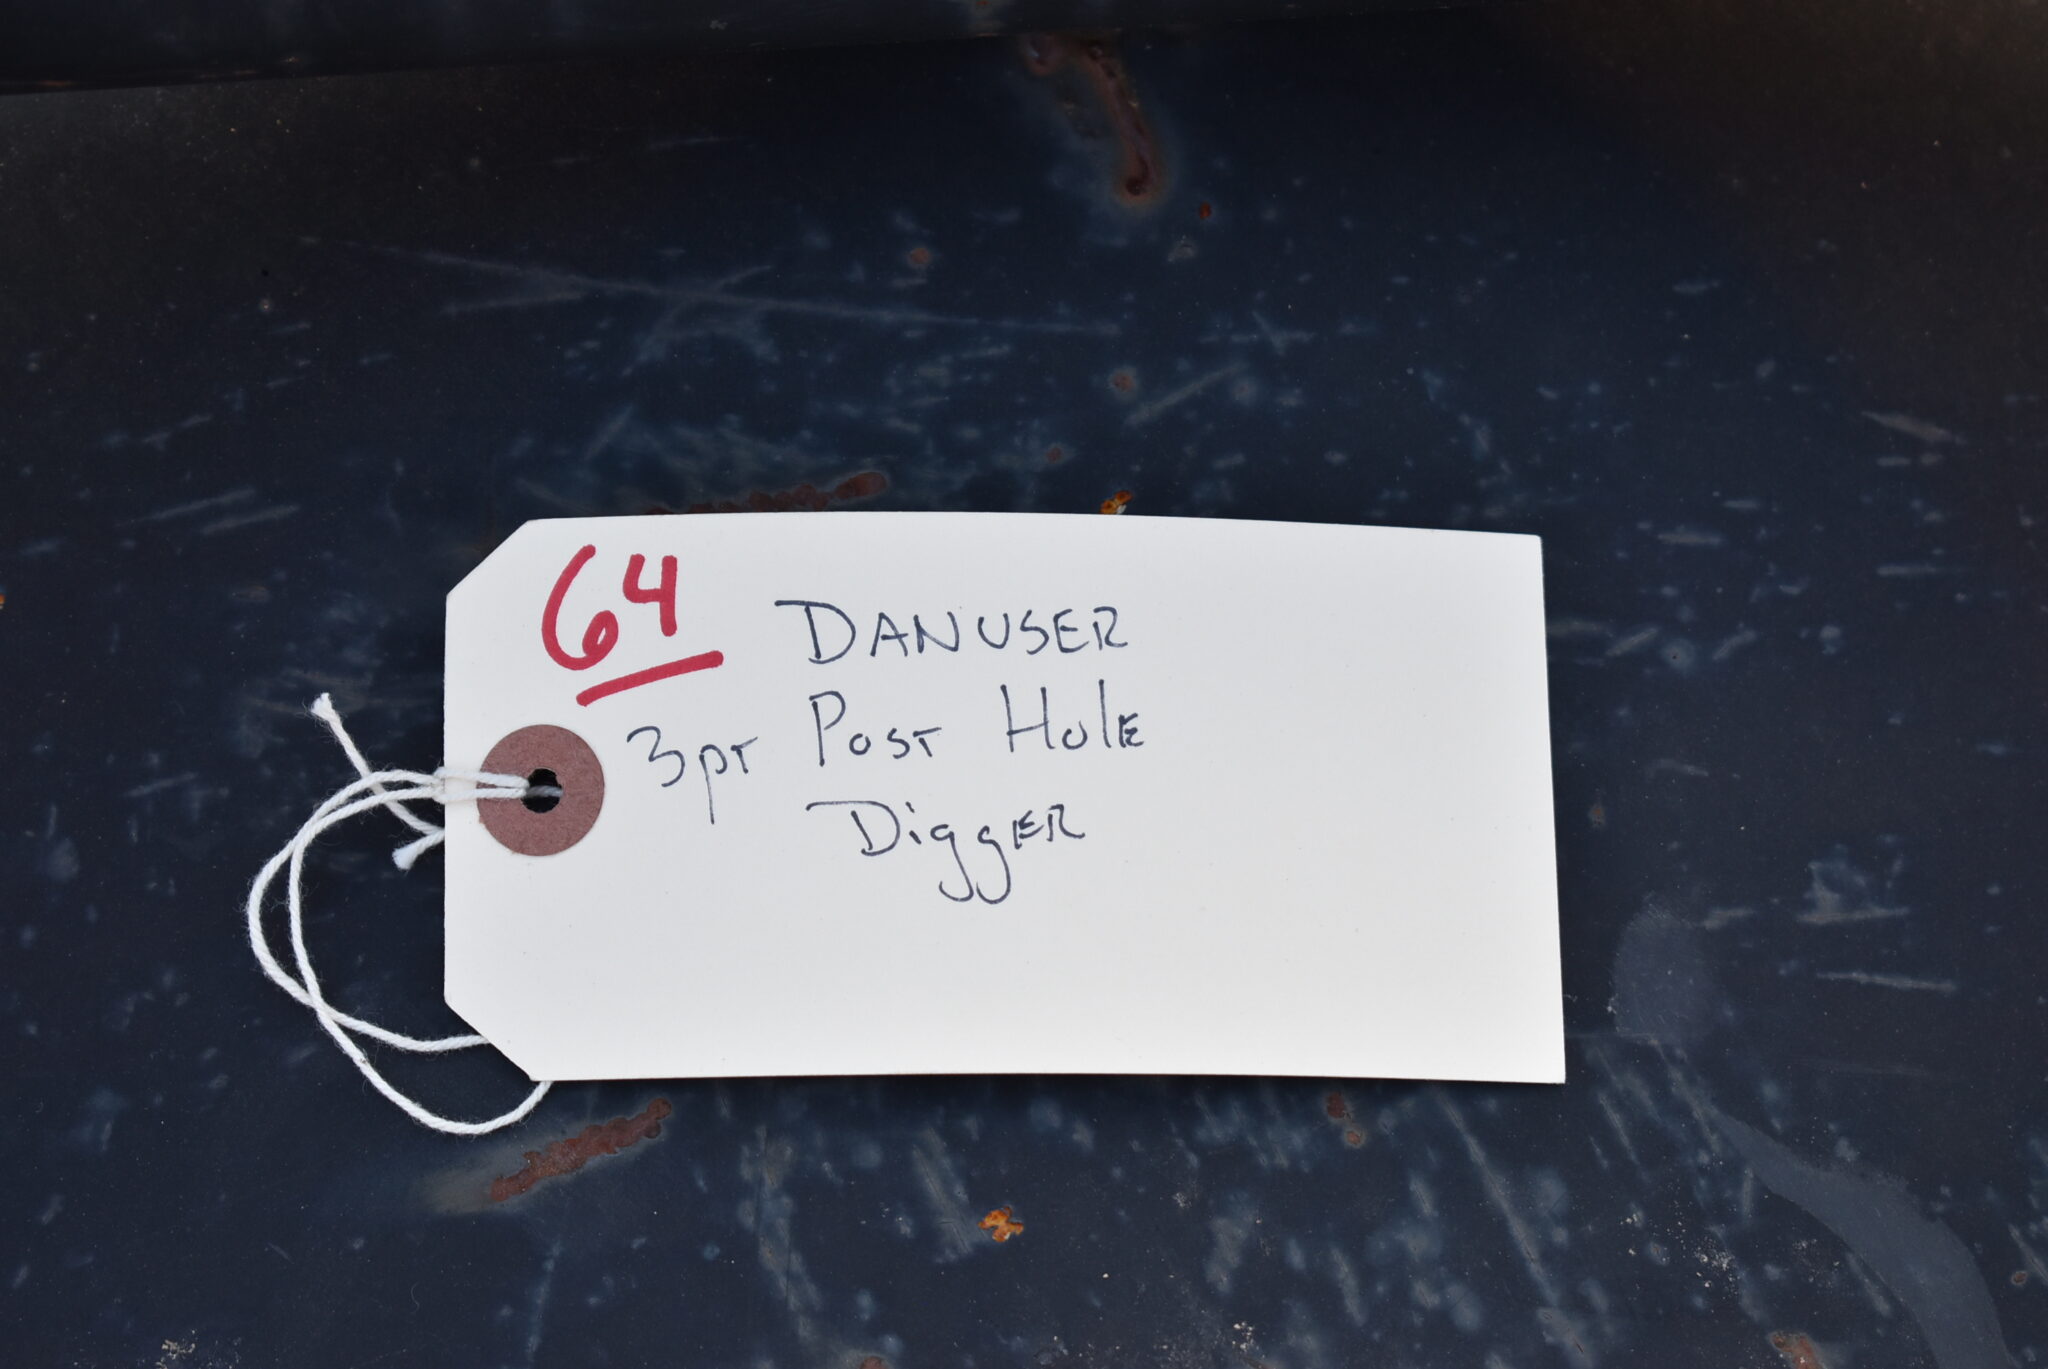 64
DANUSER
3pt Post Hole
Digger